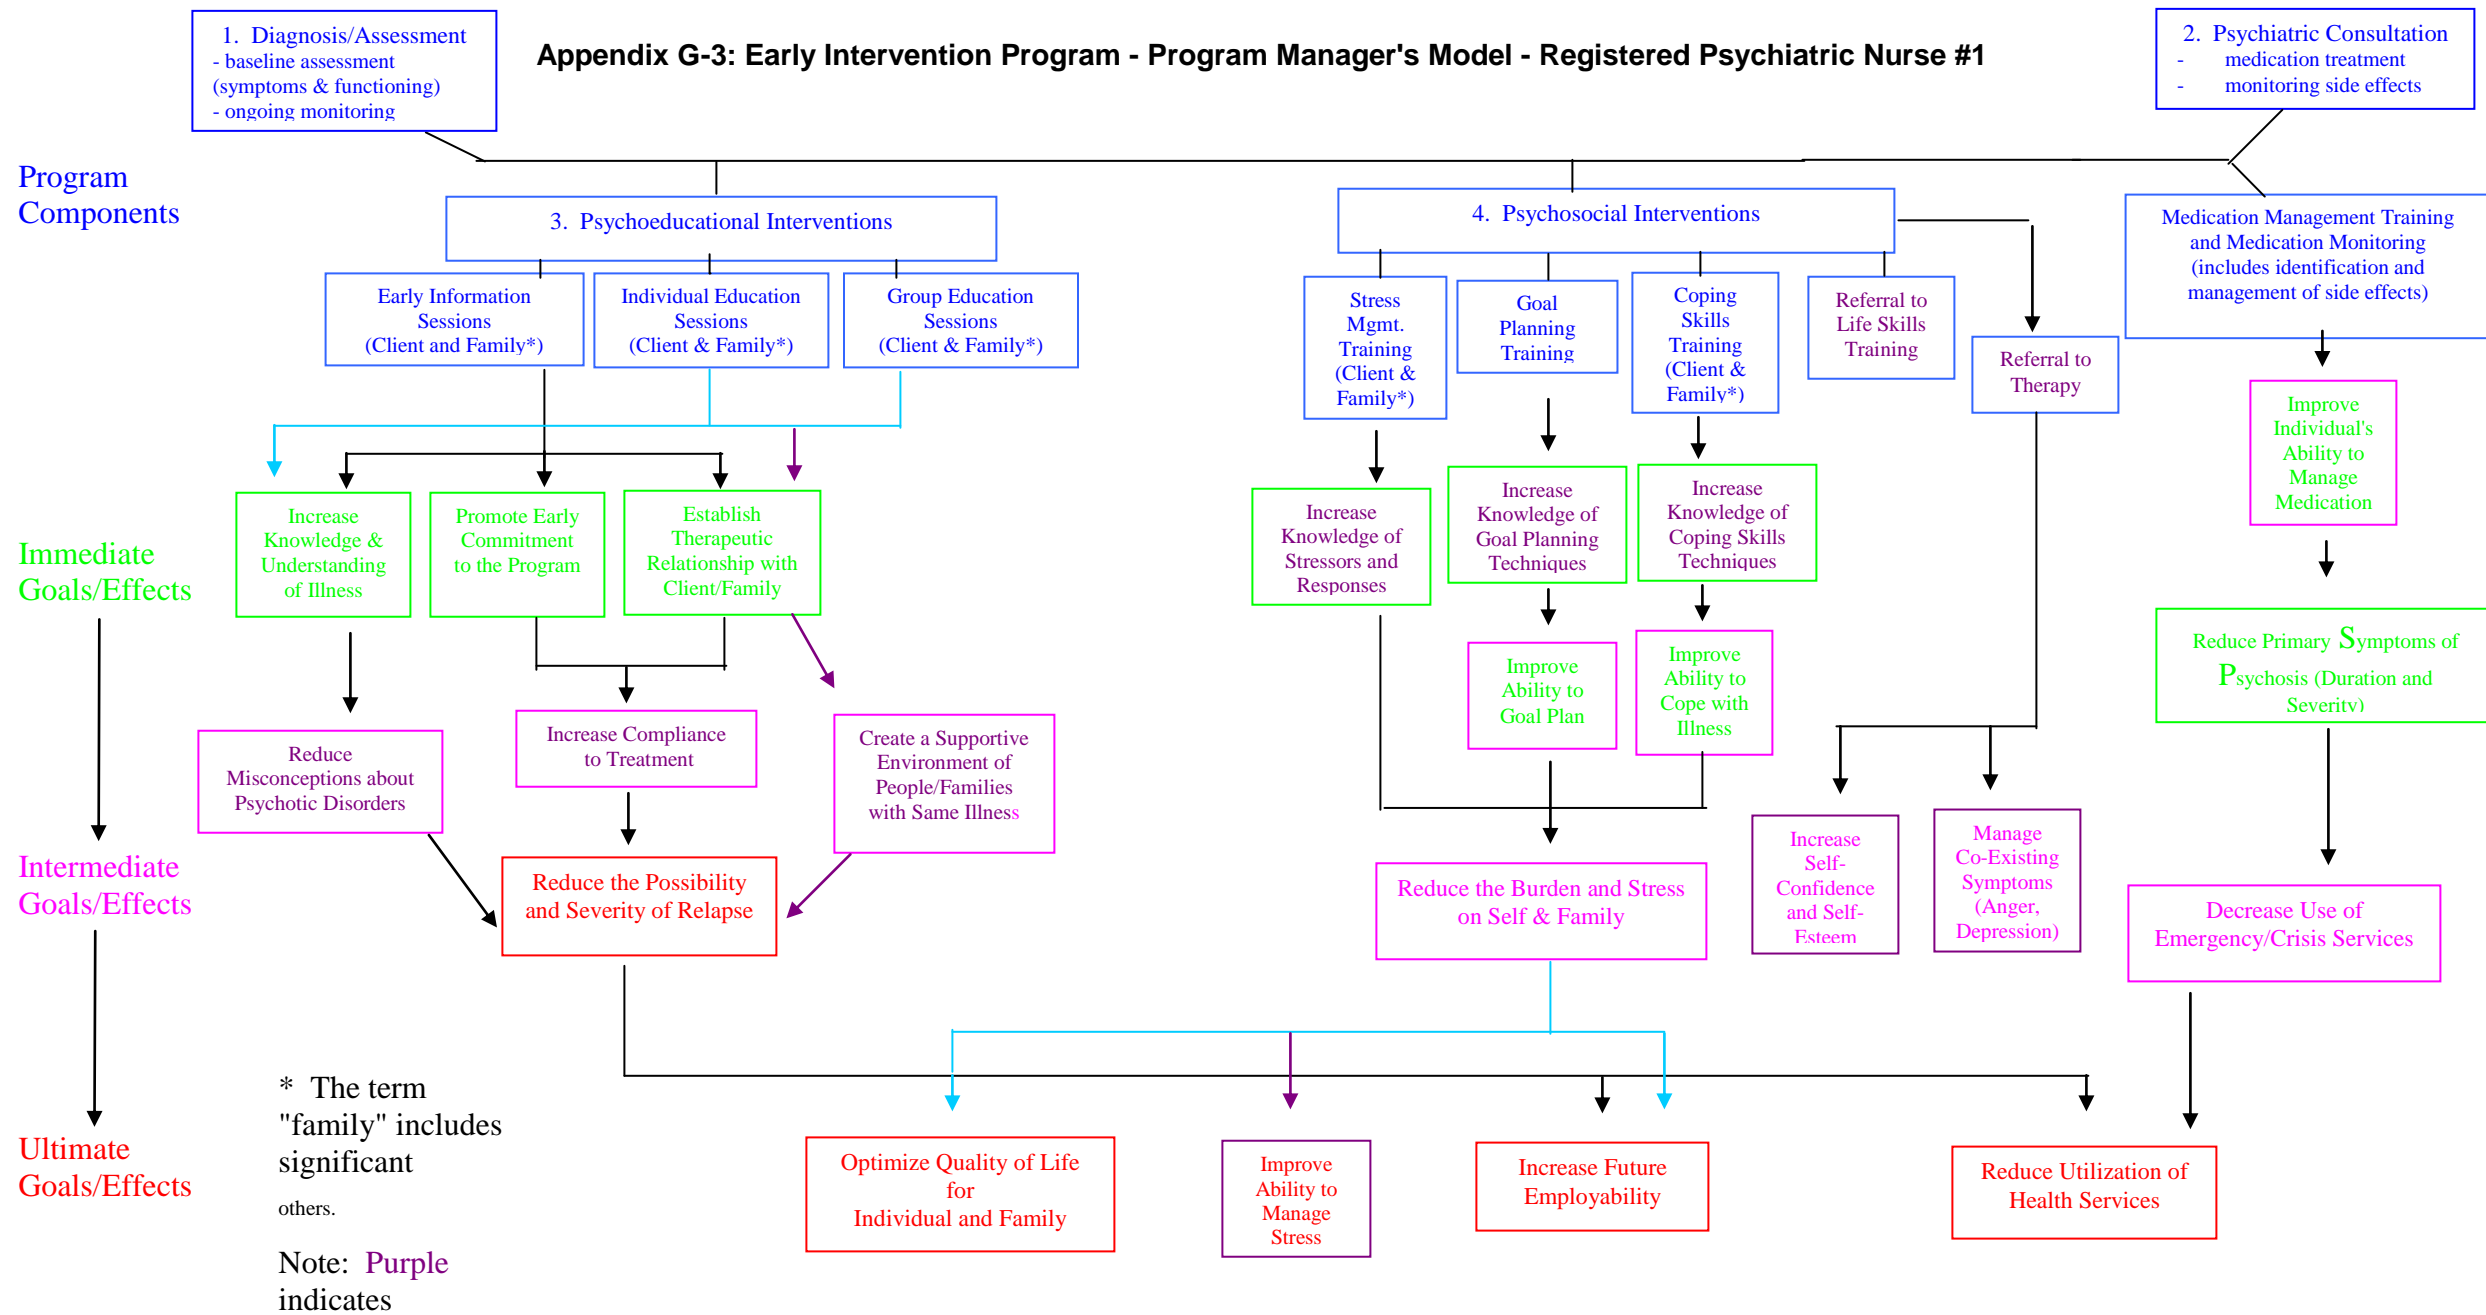 1. Diagnosis/Assessment
- baseline assessment
(symptoms & functioning)
- ongoing monitoring
Appendix G-3: Early Intervention Program - Program Manager's Model - Registered Psychiatric Nurse #1
2. Psychiatric Consultation
- medication treatment
- monitoring side effects
Program
Components
3. Psychoeducational Interventions
4. Psychosocial Interventions
Medication Management Training
and Medication Monitoring
(includes identification and
management of side effects)
Early Information
Sessions
(Client and Family*)
Individual Education
Sessions
(Client & Family*)
Group Education
Sessions
(Client & Family*)
Stress
Mgmt.
Training
(Client &
Family*)
Goal
Planning
Training
Coping
Skills
Training
(Client &
Family*)
Referral to
Life Skills
Training
Referral to
Therapy
Improve
Individual's
Ability to
Manage
Medication
Immediate
Goals/Effects
Increase
Knowledge &
Understanding
of Illness
Promote Early
Commitment
to the Program
Establish
Therapeutic
Relationship with
Client/Family
Increase
Knowledge of
Stressors and
Responses
Increase
Knowledge of
Goal Planning
Techniques
Increase
Knowledge of
Coping Skills
Techniques
Reduce Primary Symptoms of
Psychosis (Duration and
Severity)
Improve
Ability to
Goal Plan
Improve
Ability to
Cope with
Illness
Reduce
Misconceptions about
Psychotic Disorders
Increase Compliance
to Treatment
Create a Supportive
Environment of
People/Families
with Same Illness
Intermediate
Goals/Effects
Reduce the Possibility
and Severity of Relapse
Reduce the Burden and Stress
on Self & Family
Increase
Self-
Confidence
and Self-
Esteem
Manage
Co-Existing
Symptoms
(Anger,
Depression)
Decrease Use of
Emergency/Crisis Services
Ultimate
Goals/Effects
* The term
"family" includes
significant
others.
Note: Purple
indicates
Optimize Quality of Life
for
Individual and Family
Improve
Ability to
Manage
Stress
Increase Future
Employability
Reduce Utilization of
Health Services